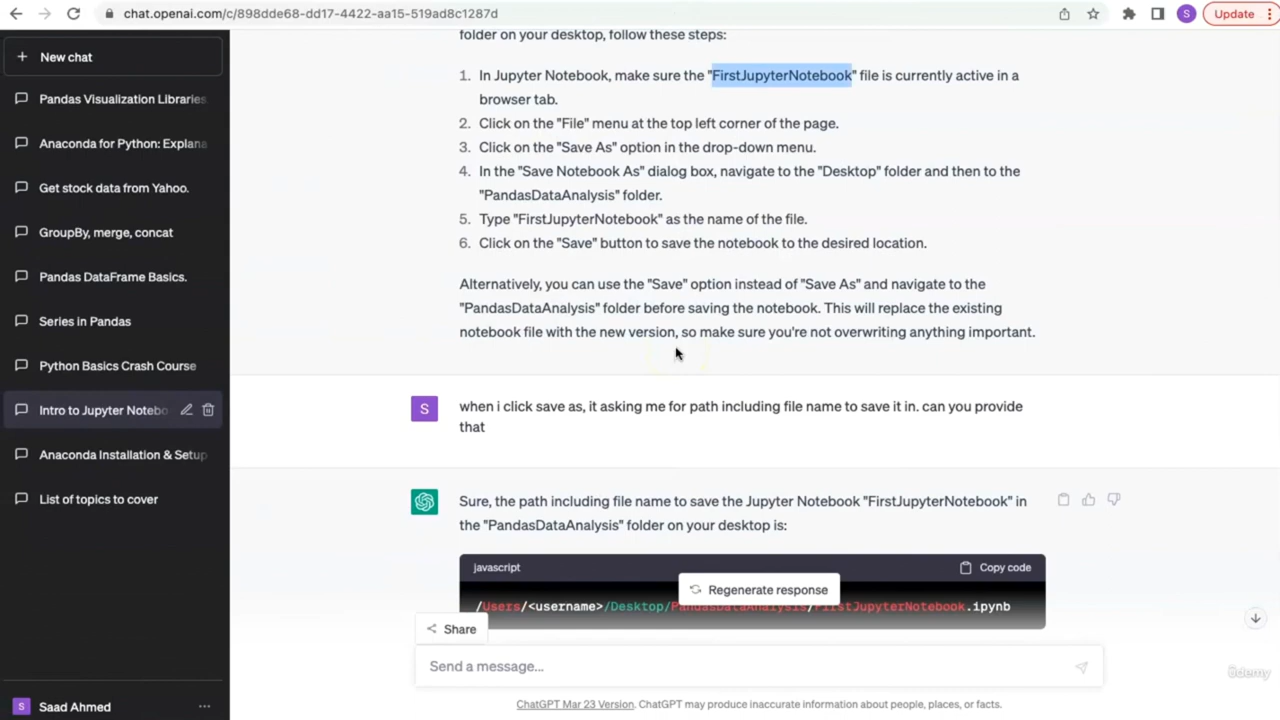 chat.openai.com/c/898dde68-dd17-4422-aa15-519ad8c1287d
S
Update
New chat
Pandas Visualization Libraries
Anaconda for Python: Explana
Get stock data from Yahoo.
GroupBy, merge, concat
Pandas DataFrame Basics.
Series in Pandas
Python Basics Crash Course
Intro to Jupyter Notebo
Anaconda Installation & Setup
List of topics to cover
Saad Ahmed
S
folder on your desktop, follow these steps:
1. In Jupyter Notebook, make sure the "FirstJupyterNotebook" file is currently active in a
browser tab.
2. Click on the "File" menu at the top left corner of the page.
3. Click on the "Save As" option in the drop-down menu.
4. In the "Save Notebook As" dialog box, navigate to the "Desktop" folder and then to the
"PandasDataAnalysis" folder.
5. Type "FirstJupyterNotebook" as the name of the file.
6. Click on the "Save" button to save the notebook to the desired location.
Alternatively, you can use the "Save" option instead of "Save As" and navigate to the
"PandasDataAnalysis" folder before saving the notebook. This will replace the existing
notebook file with the new version, so make sure you're not overwriting anything important.
S
when i click save as, it asking me for path including file name to save it in. can you provide
that
Sure, the path including file name to save the Jupyter Notebook "FirstJupyterNotebook" in
the "PandasDataAnalysis" folder on your desktop is:
javascript
Copy code
Regenerate response
/Users/<username>/Desktop/PandasDataAnalysis/FirstJupyterNotebook.ipynb
Share
Send a message...
ChatGPT Mar 23 Version. ChatGPT may produce inaccurate information about people, places, or facts.
ûdemy